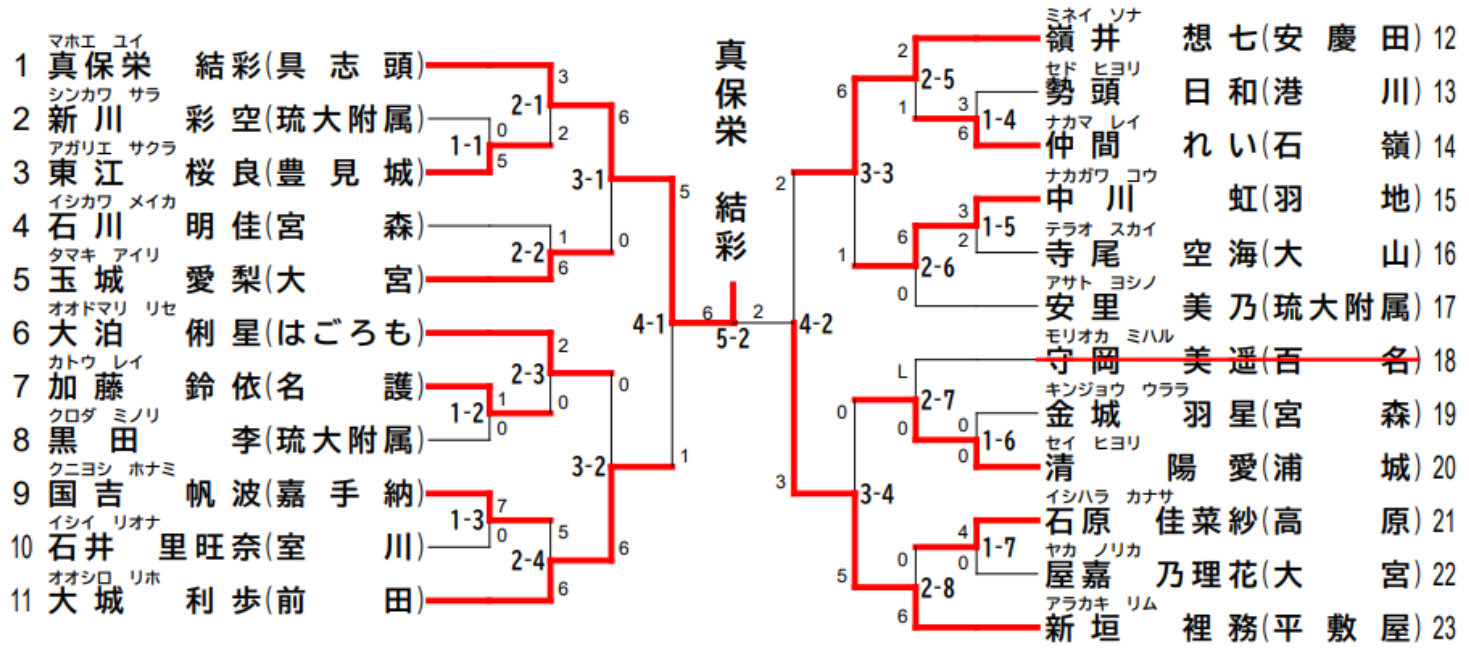 マホエ ユイ
1 真保栄 結彩(具志頭)
シンカワ サラ
2 新川 彩空(琉大附属)
アガリエ サクラ
3 東江 桜良(豊見城)
イシカワ メイカ
4 石川 明佳(宮森)
タマキ アイリ
5 玉城 愛梨(大宮)
オオドマリ リセ
6 大泊 俐星(はごろも)
カトウ レイ
7 加藤 鈴依(名護)
クロダ ミノリ
8 黒田 李(琉大附属)
クニヨシ ホナミ
9 国吉 帆波(嘉手納)
イシイ リオナ
10 石井 里旺奈(室川)
オオシロ リホ
11 大城 利歩(前田)
3
2-1
0
2
1-1
5
6
3-1
1
0
2-2
6
5
2
2-3
0
1
0
1-2
0
4-1
3-2
1
7
1-3
0
5
2-4
6
6
真保栄 結彩
6
2
5-2
ミネイ ソナ
嶺井 想七(安慶田) 12
セド ヒヨリ
勢頭 日和(港川) 13
ナカマ レイ
仲間 れい(石嶺) 14
ナカガワ コウ
中川 虹(羽地) 15
テラオ スカイ
寺尾 空海(大山) 16
アサト ヨシノ
安里 美乃(琉大附属) 17
モリオカ ミハル
守岡 美遥(百名) 18
キンジョウ ウララ
金城 羽星(宮森) 19
セイ ヒヨリ
清 陽愛(浦城) 20
イシハラ カナサ
石原 佳菜紗(高原) 21
ヤカ ノリカ
屋嘉 乃理花(大宮) 22
アラカキ リム
新垣 裡務(平敷屋) 23
2
2-5
6
1
3
1-4
6
2
3-3
3
1-5
6
2
1
2-6
0
4-2
L
2-7
0
0
0
1-6
0
3
3-4
4
1-7
0
0
5
2-8
6